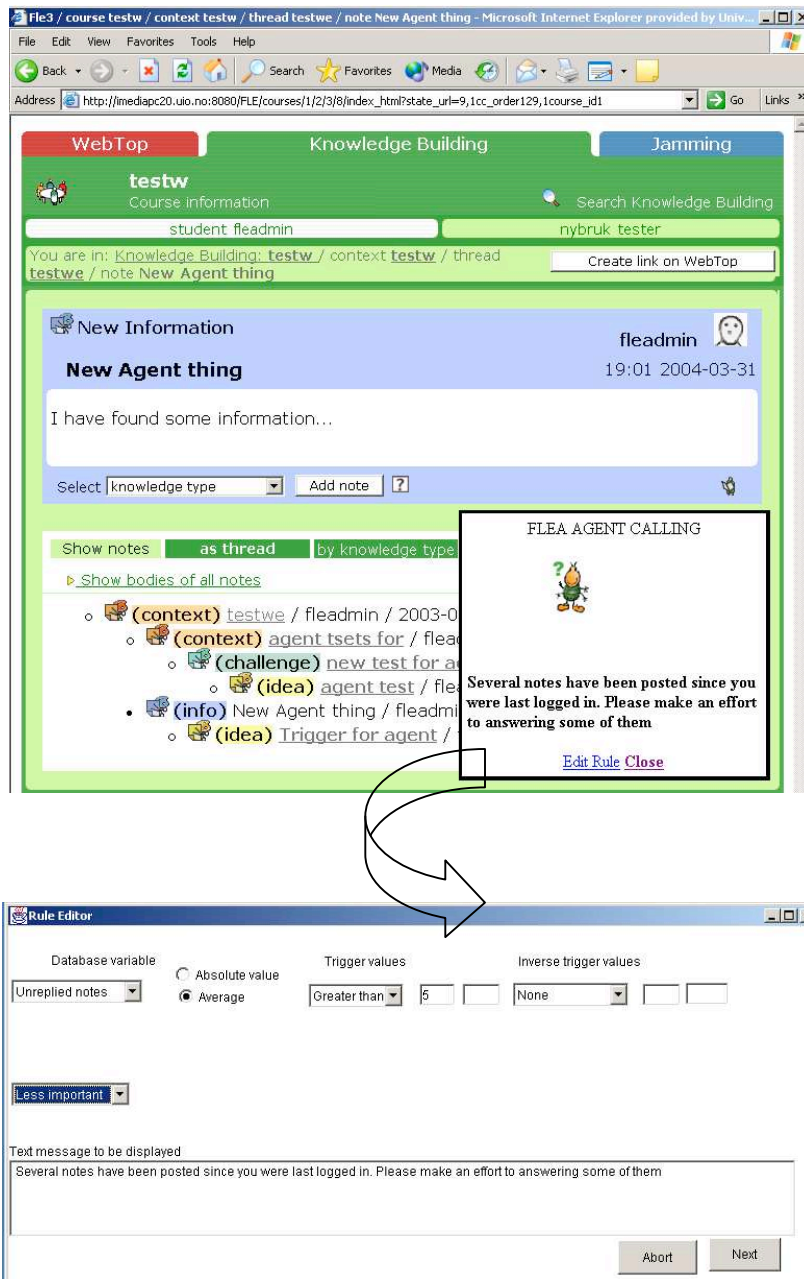 Fle3 / course testw / context testw / thread testwe / note New Agent thing - Microsoft Internet Explorer provided by Univ...
File Edit View Favorites Tools Help
Back Search Favorites Media
Address http://imediapc20.uio.no:8080/FLE/courses/1/2/3/8/index_html?state_url=9,1cc_order129,1course_id1 Go Links »
WebTop Knowledge Building Jamming
testw
Course information Search Knowledge Building
student fleadmin nybruk tester
You are in: Knowledge Building: testw / context testw / thread
testwe / note New Agent thing
Create link on WebTop
New Information
fleadmin
New Agent thing 19:01 2004-03-31
I have found some information...
Select knowledge type Add note ?
Show notes as thread by knowledge type
Show bodies of all notes
(context) testwe / fleadmin / 2003-0
(context) agent tsets for / flea
(challenge) new test for a
(idea) agent test / fle
(info) New Agent thing / fleadmi
(idea) Trigger for agent /
FLEA AGENT CALLING
?
Several notes have been posted since you
were last logged in. Please make an effort
to answering some of them
Edit Rule Close
Rule Editor
Database variable Trigger values Inverse trigger values
Absolute value
Unreplied notes Average Greater than 5 None
Less important
Text message to be displayed
Several notes have been posted since you were last logged in. Please make an effort to answering some of them
Abort Next